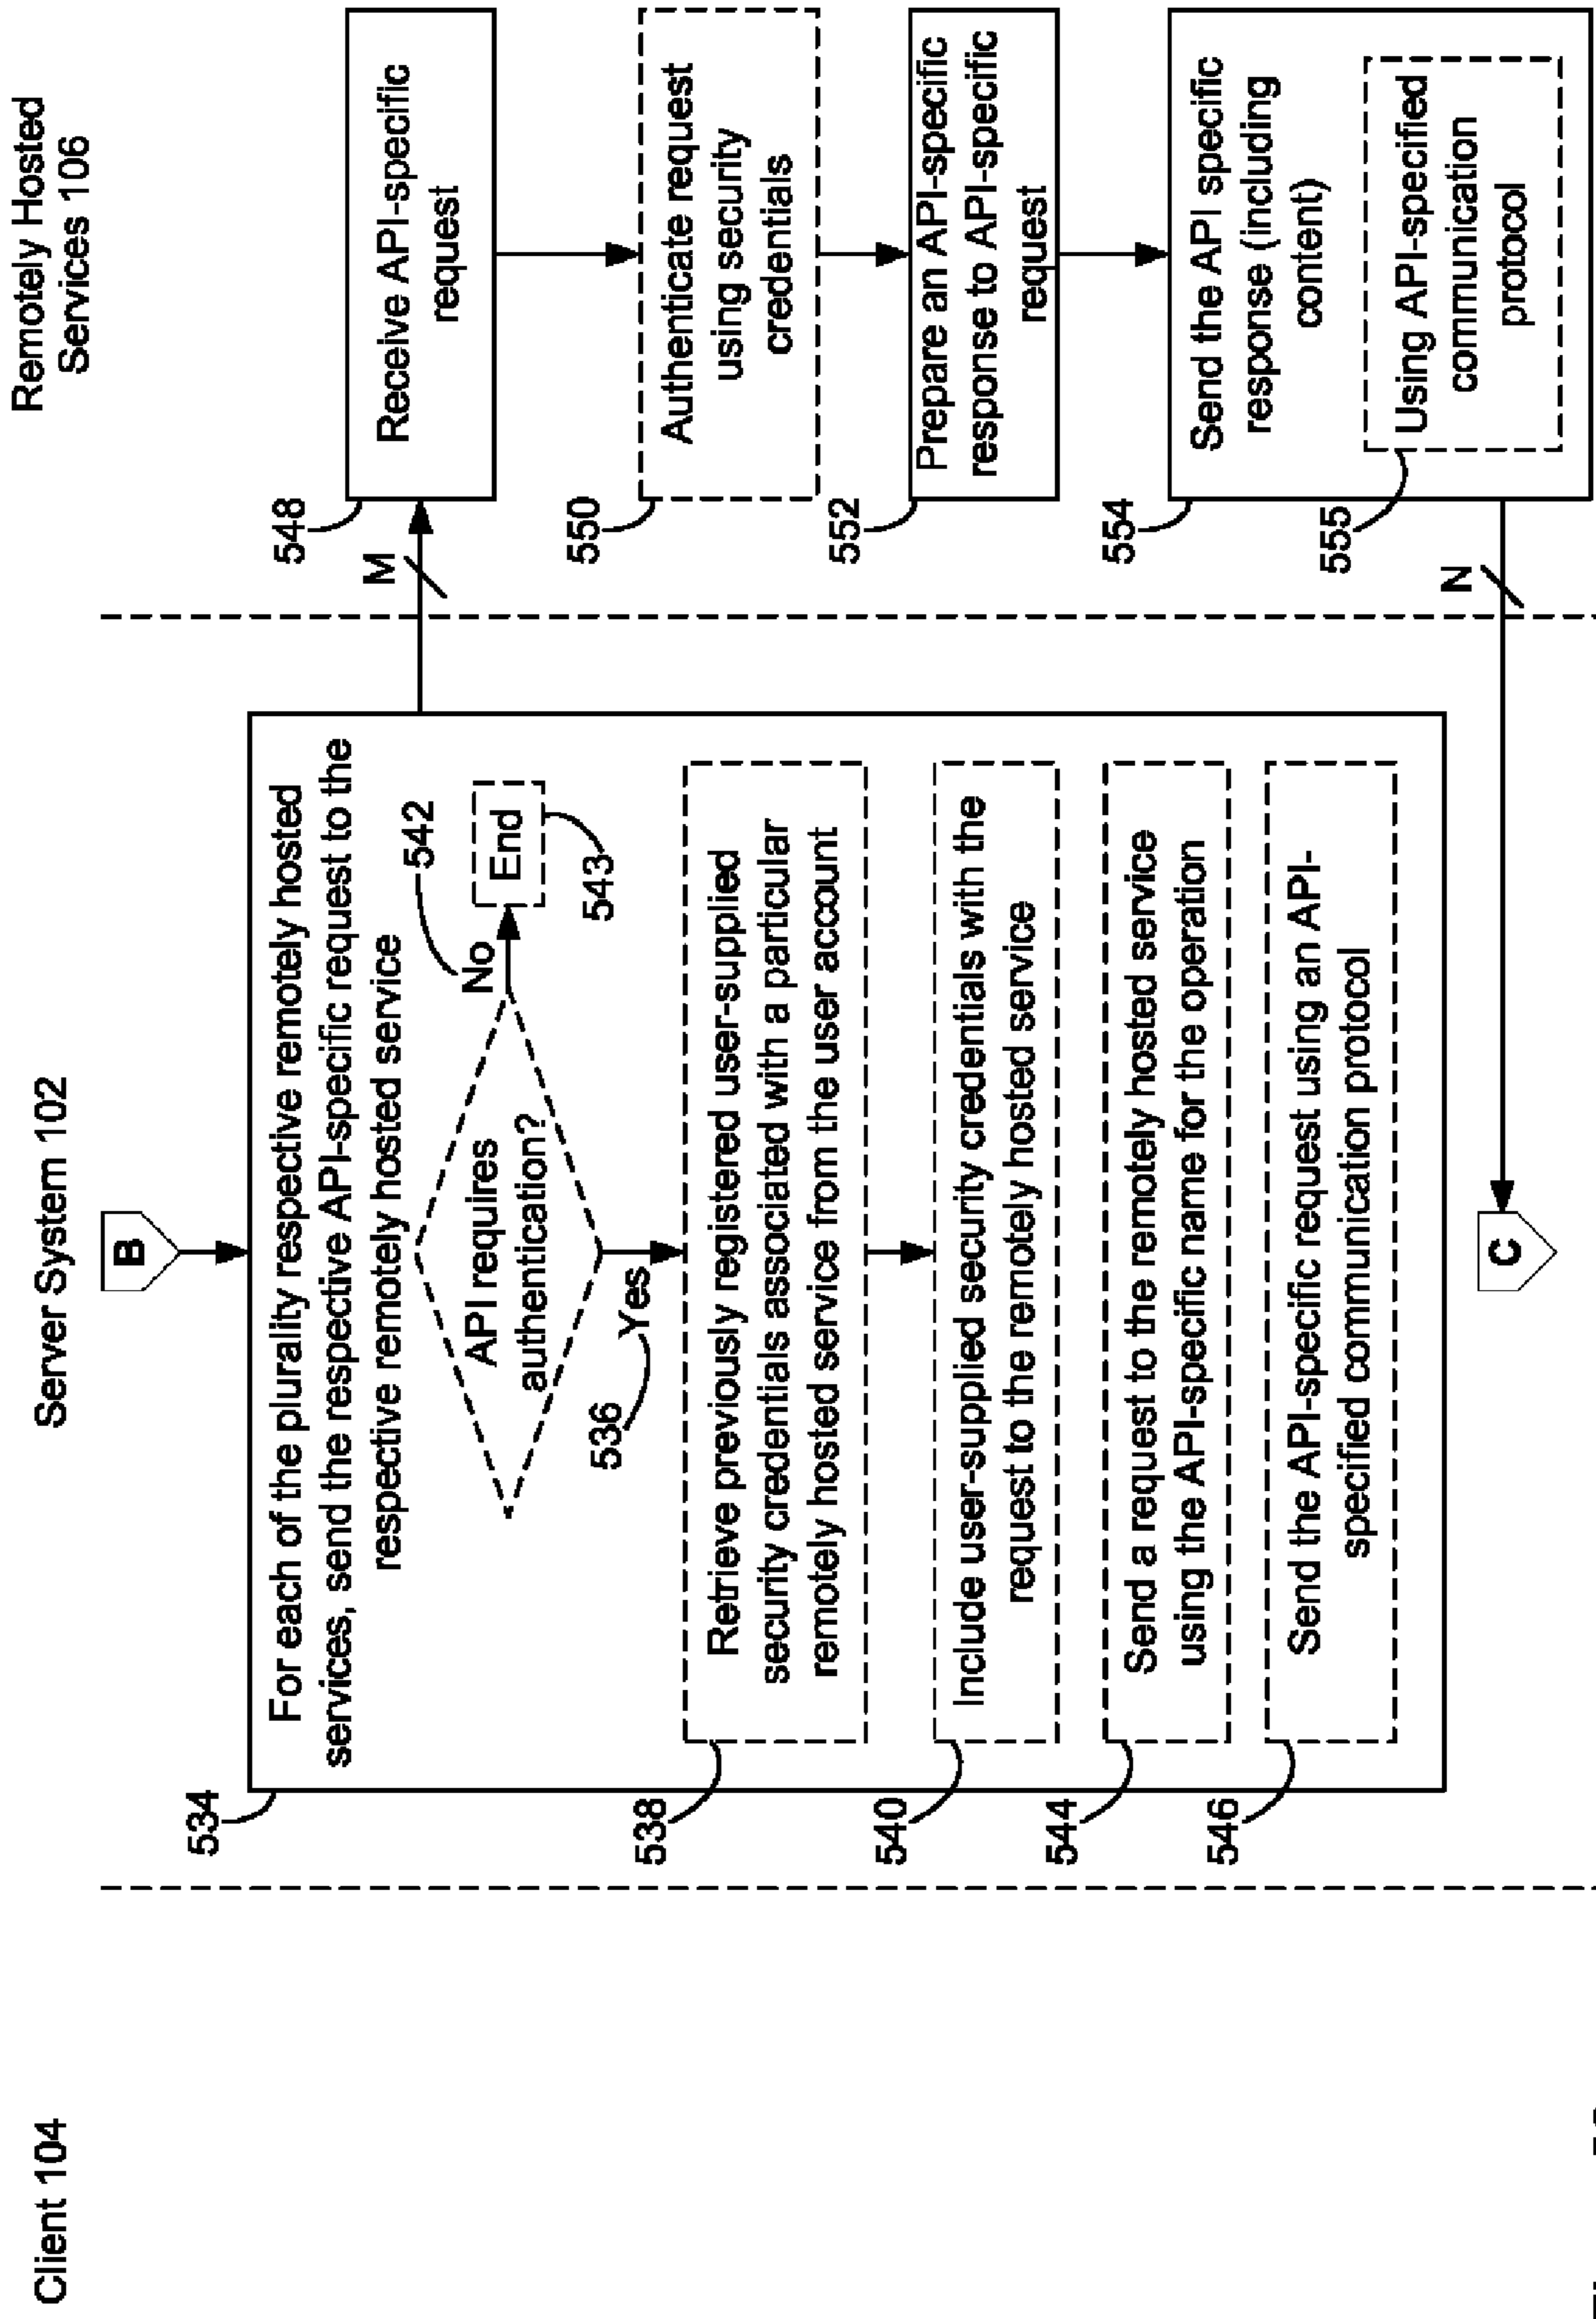 Client 104
Server System 102
Remotely Hosted
Services 106
B
534
For each of the plurality respective remotely hosted
services, send the respective API-specific request to the
respective remotely hosted service
API requires
authentication?
No
542
End
543
Yes
536
538
Retrieve previously registered user-supplied
security credentials associated with a particular
remotely hosted service from the user account
540
Include user-supplied security credentials with the
request to the remotely hosted service
544
Send a request to the remotely hosted service
using the API-specific name for the operation
546
Send the API-specific request using an API-
specified communication protocol
C
M
548
Receive API-specific
request
550
Authenticate request
using security
credentials
552
Prepare an API-specific
response to API-specific
request
554
Send the API specific
response (including
content)
555
Using API-specified
communication
protocol
N